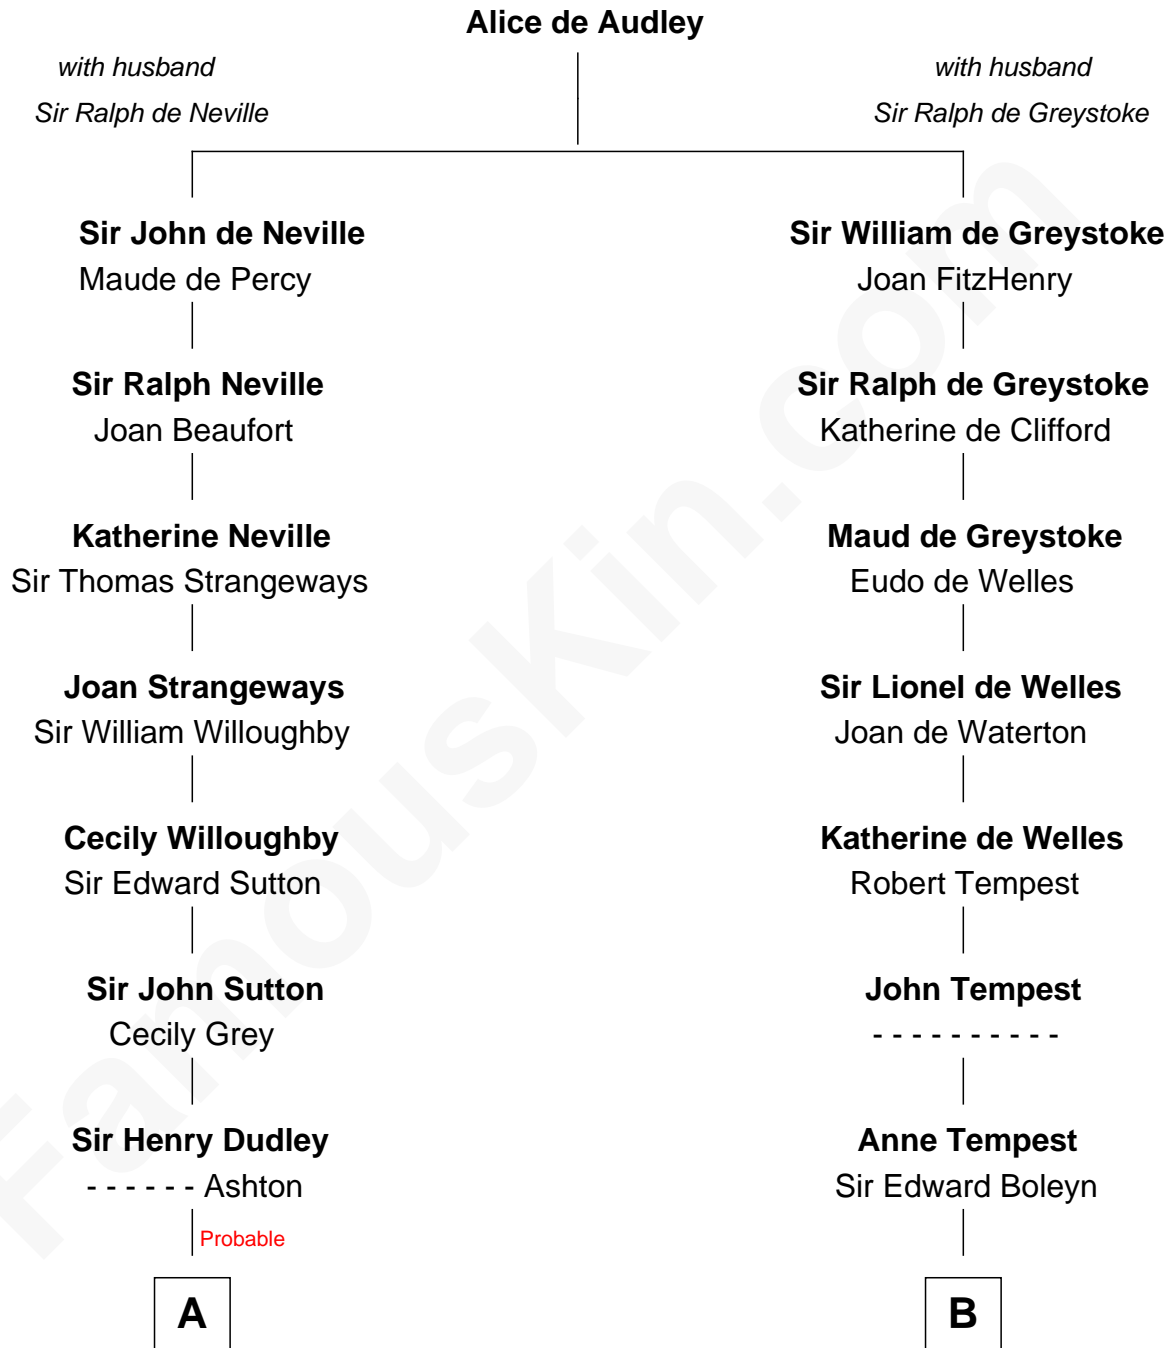 Alice de Audley
with husband
Sir Ralph de Neville
with husband
Sir Ralph de Greystoke
Sir John de Neville
Maude de Percy
Sir William de Greystoke
Joan FitzHenry
Sir Ralph Neville
Joan Beaufort
Sir Ralph de Greystoke
Katherine de Clifford
Katherine Neville
Sir Thomas Strangeways
Maud de Greystoke
Eudo de Welles
Joan Strangeways
Sir William Willoughby
Sir Lionel de Welles
Joan de Waterton
Cecily Willoughby
Sir Edward Sutton
Katherine de Welles
Robert Tempest
Sir John Sutton
Cecily Grey
John Tempest
- - - - - - - - - -
Sir Henry Dudley
- - - - - - Ashton
Anne Tempest
Sir Edward Boleyn
Probable
A
B
FamousKin.com